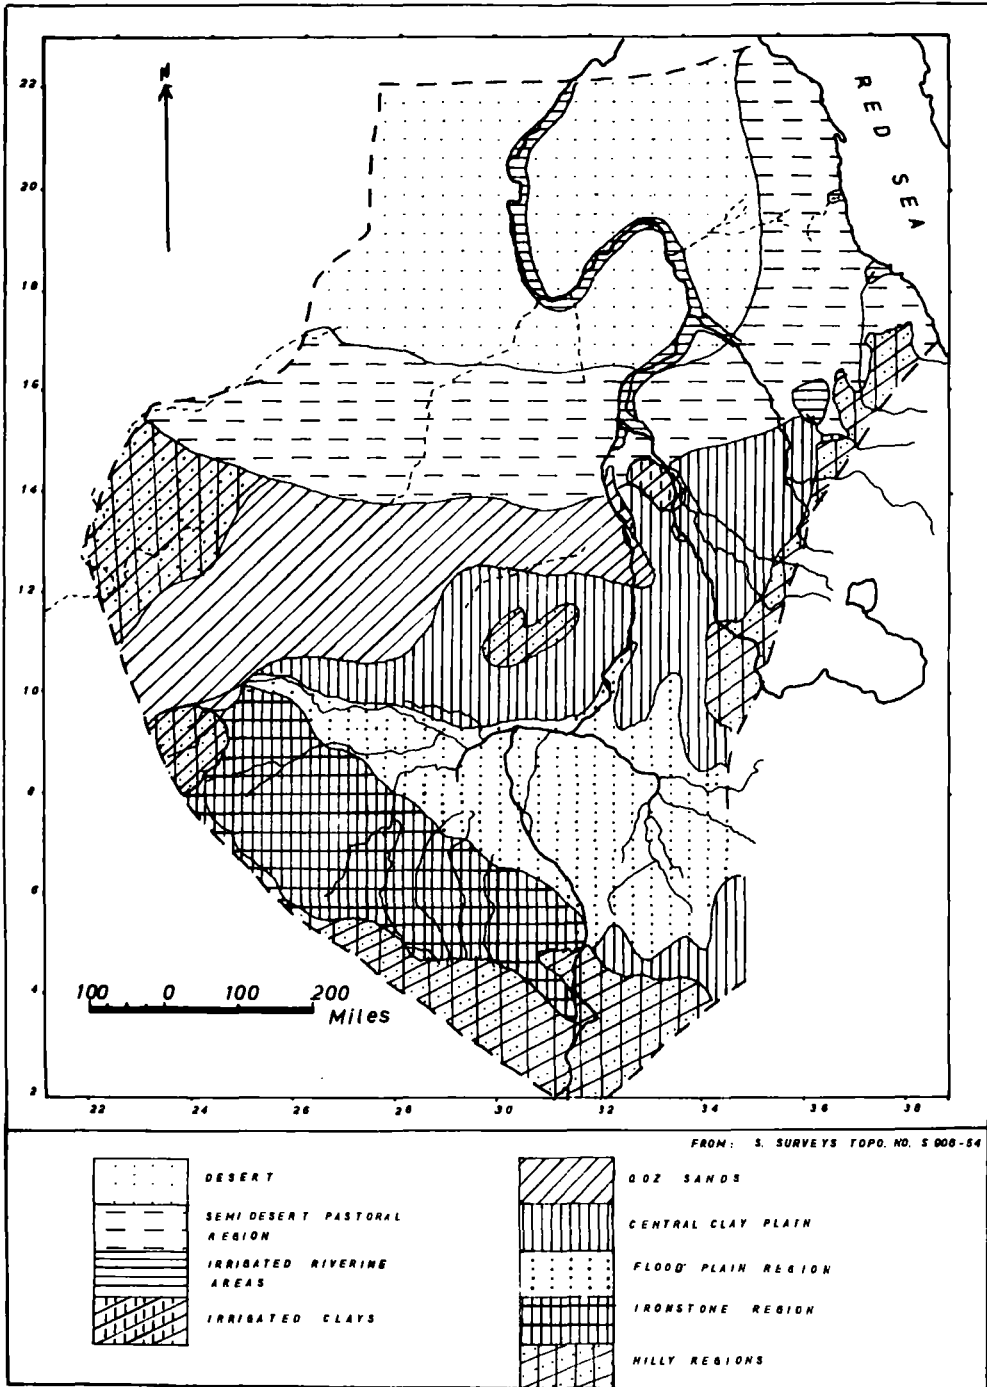 N
RED SEA
22
20
18
16
14
12
10
8
6
4
2
100 0 100 200
Miles
22 24 26 28 30 32 34 36 38
FROM: S. SURVEYS TOPO. NO. S 908-54
DESERT
SEMI DESERT PASTORAL
REGION
IRRIGATED RIVERINE
AREAS
IRRIGATED CLAYS
QOZ SANDS
CENTRAL CLAY PLAIN
FLOOD PLAIN REGION
IRONSTONE REGION
HILLY REGIONS